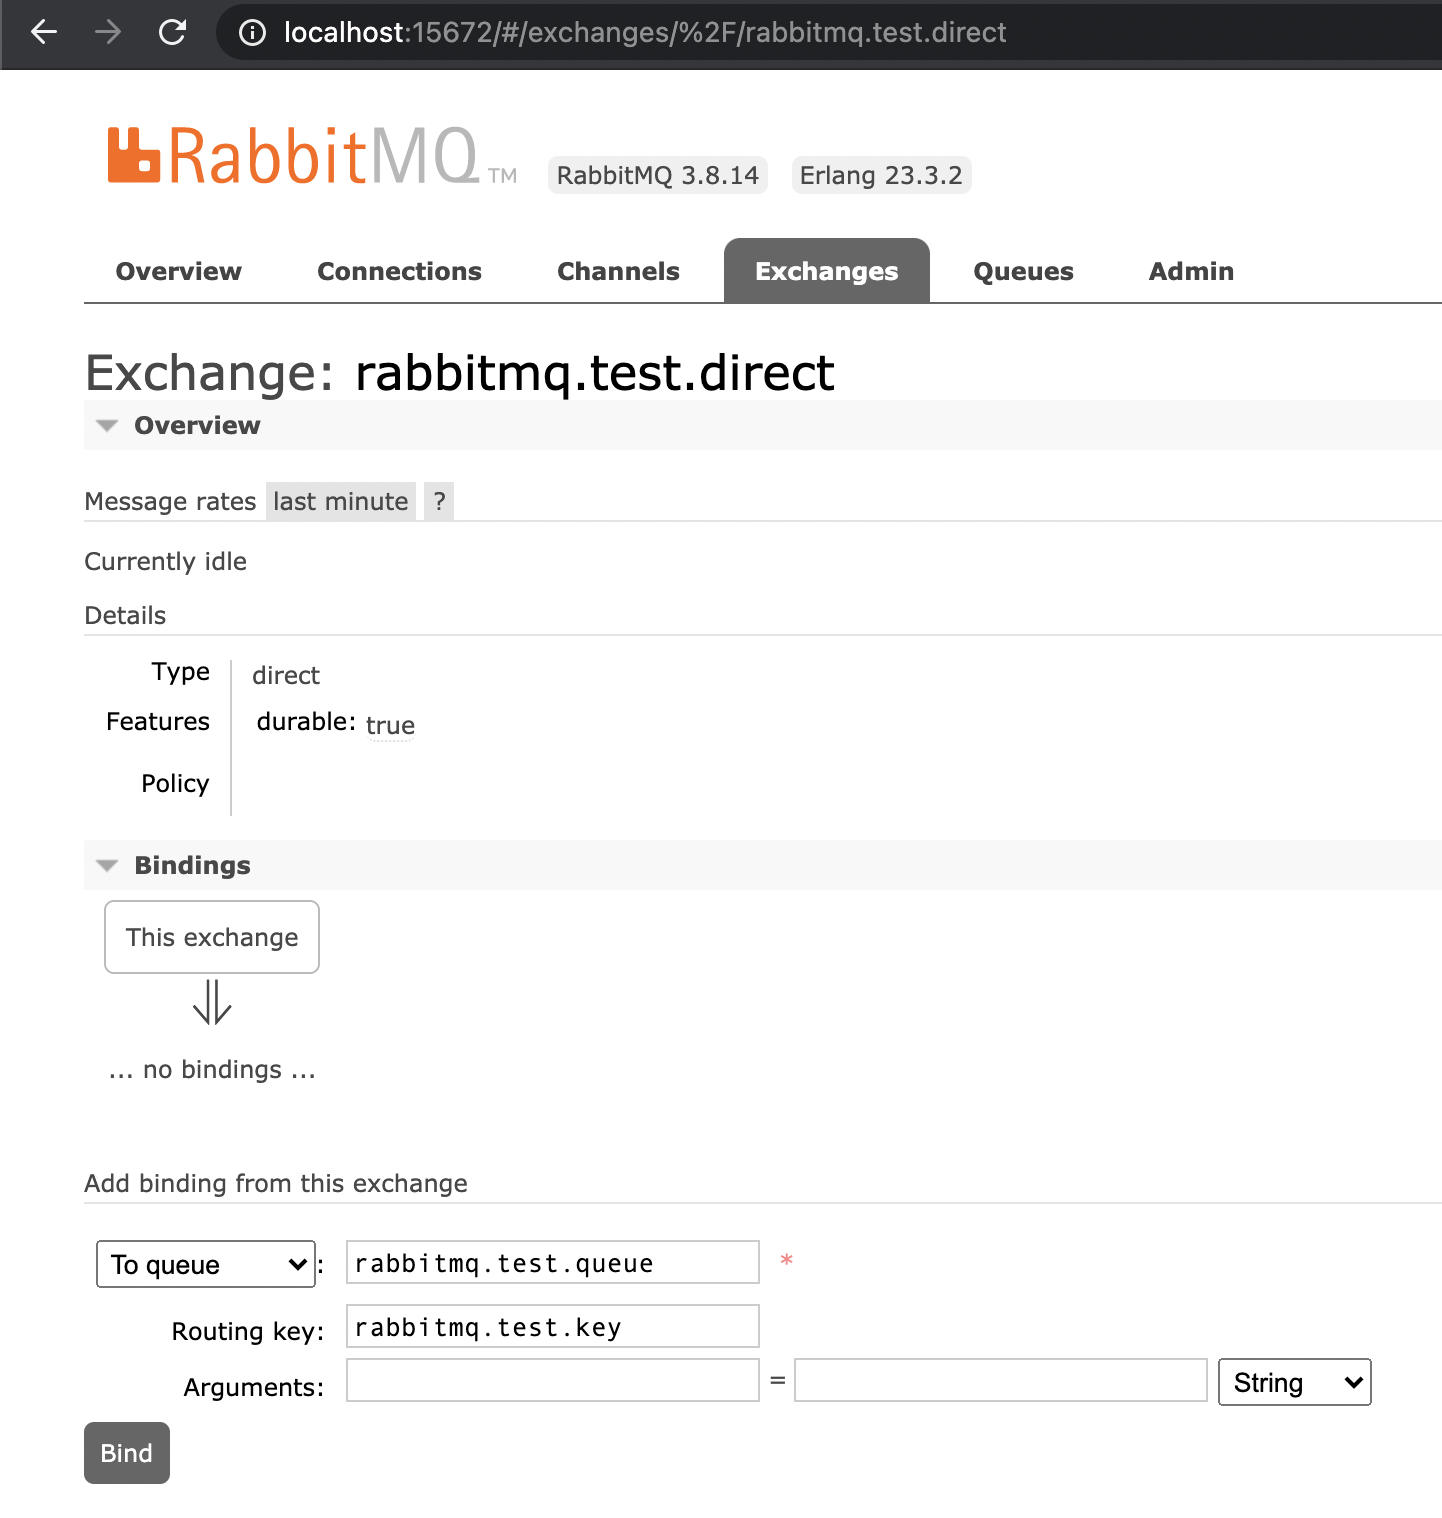 localhost:15672/#/exchanges/%2F/rabbitmq.test.direct
RabbitMQ TM RabbitMQ 3.8.14 Erlang 23.3.2
Overview Connections Channels Exchanges Queues Admin
Exchange: rabbitmq.test.direct
Overview
Message rates last minute ?
Currently idle
Details
Type direct
Features durable: true
Policy
Bindings
This exchange
⇓
... no bindings ...
Add binding from this exchange
To queue : rabbitmq.test.queue *
Routing key: rabbitmq.test.key
Arguments: = String
Bind